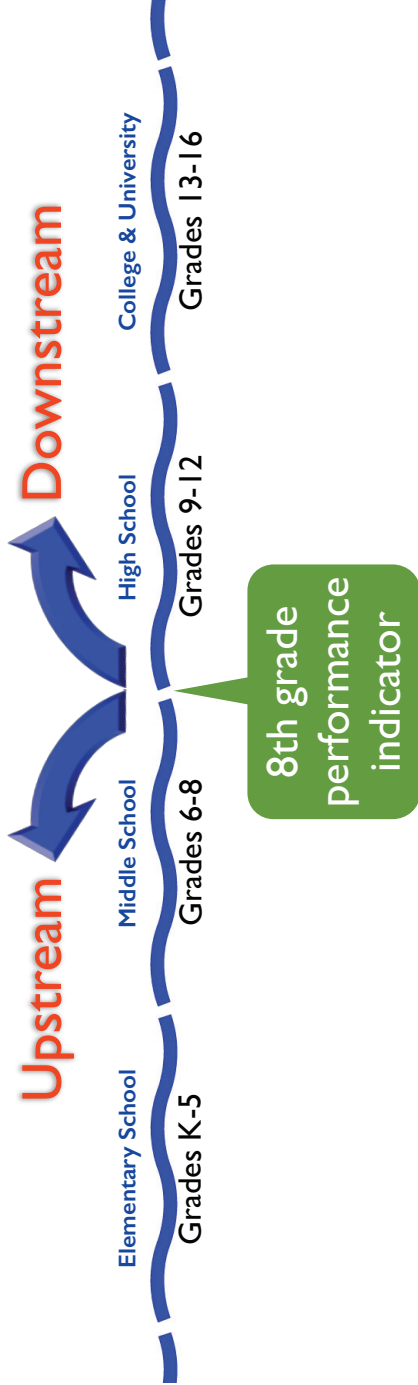 Upstream
Downstream
Elementary School
Middle School
High School
College & University
Grades K-5
Grades 6-8
Grades 9-12
Grades 13-16
8th grade
performance
indicator